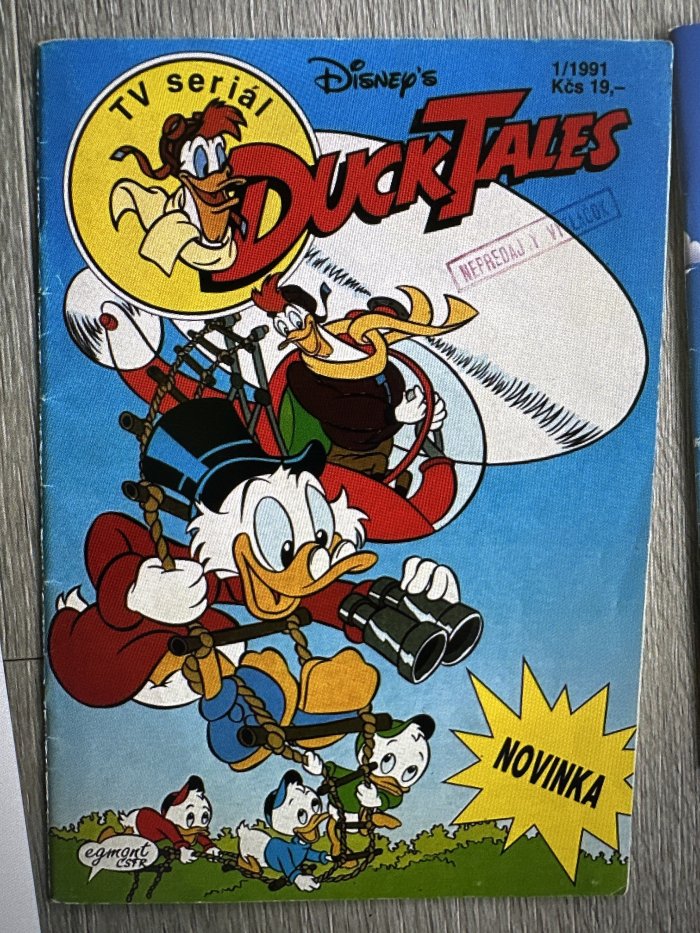 TV seriál
DISNEY'S
1/1991
Kčs 19,–
DUCKTALES
NEPREDAJ. V
NOVINKA
egmont
ČSFR